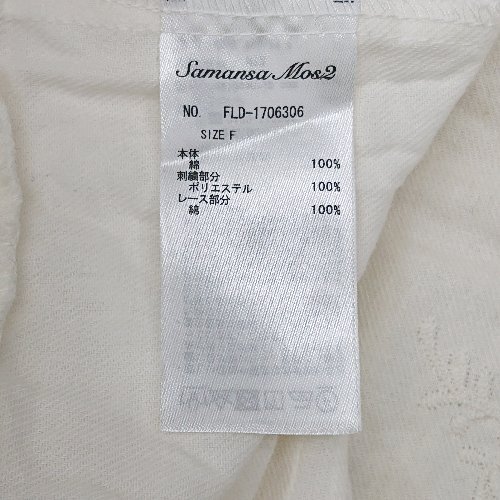 Samansa Mos2
NO. FLD-1706306
SIZE F
本体
綿 100%
刺繍部分
ポリエステル 100%
レース部分
綿 100%